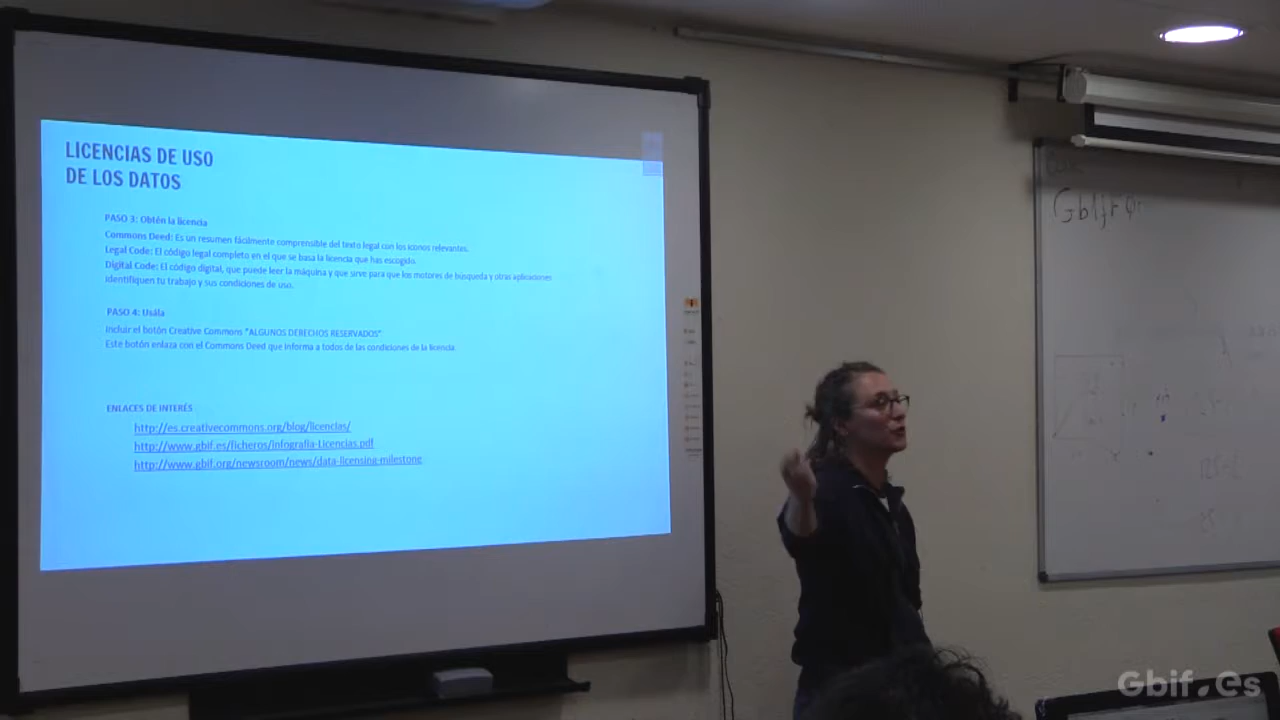 LICENCIAS DE USO
DE LOS DATOS
PASO 3: Obtén la licencia
Commons Deed: Es un resumen fácilmente comprensible del texto legal con los iconos relevantes.
Legal Code: El código legal completo en el que se basa la licencia que has escogido.
Digital Code: El código digital, que puede leer la máquina y que sirve para que los motores de búsqueda y otras aplicaciones
identifiquen tu trabajo y sus condiciones de uso.
PASO 4: Usála
Incluir el botón Creative Commons "ALGUNOS DERECHOS RESERVADOS"
Este botón enlaza con el Commons Deed que informa a todos de las condiciones de la licencia.
ENLACES DE INTERÉS
http://es.creativecommons.org/blog/licencias/
http://www.gbif.es/ficheros/infografia-Licencias.pdf
http://www.gbif.org/newsroom/news/data-licensing-milestone
Gbif.es